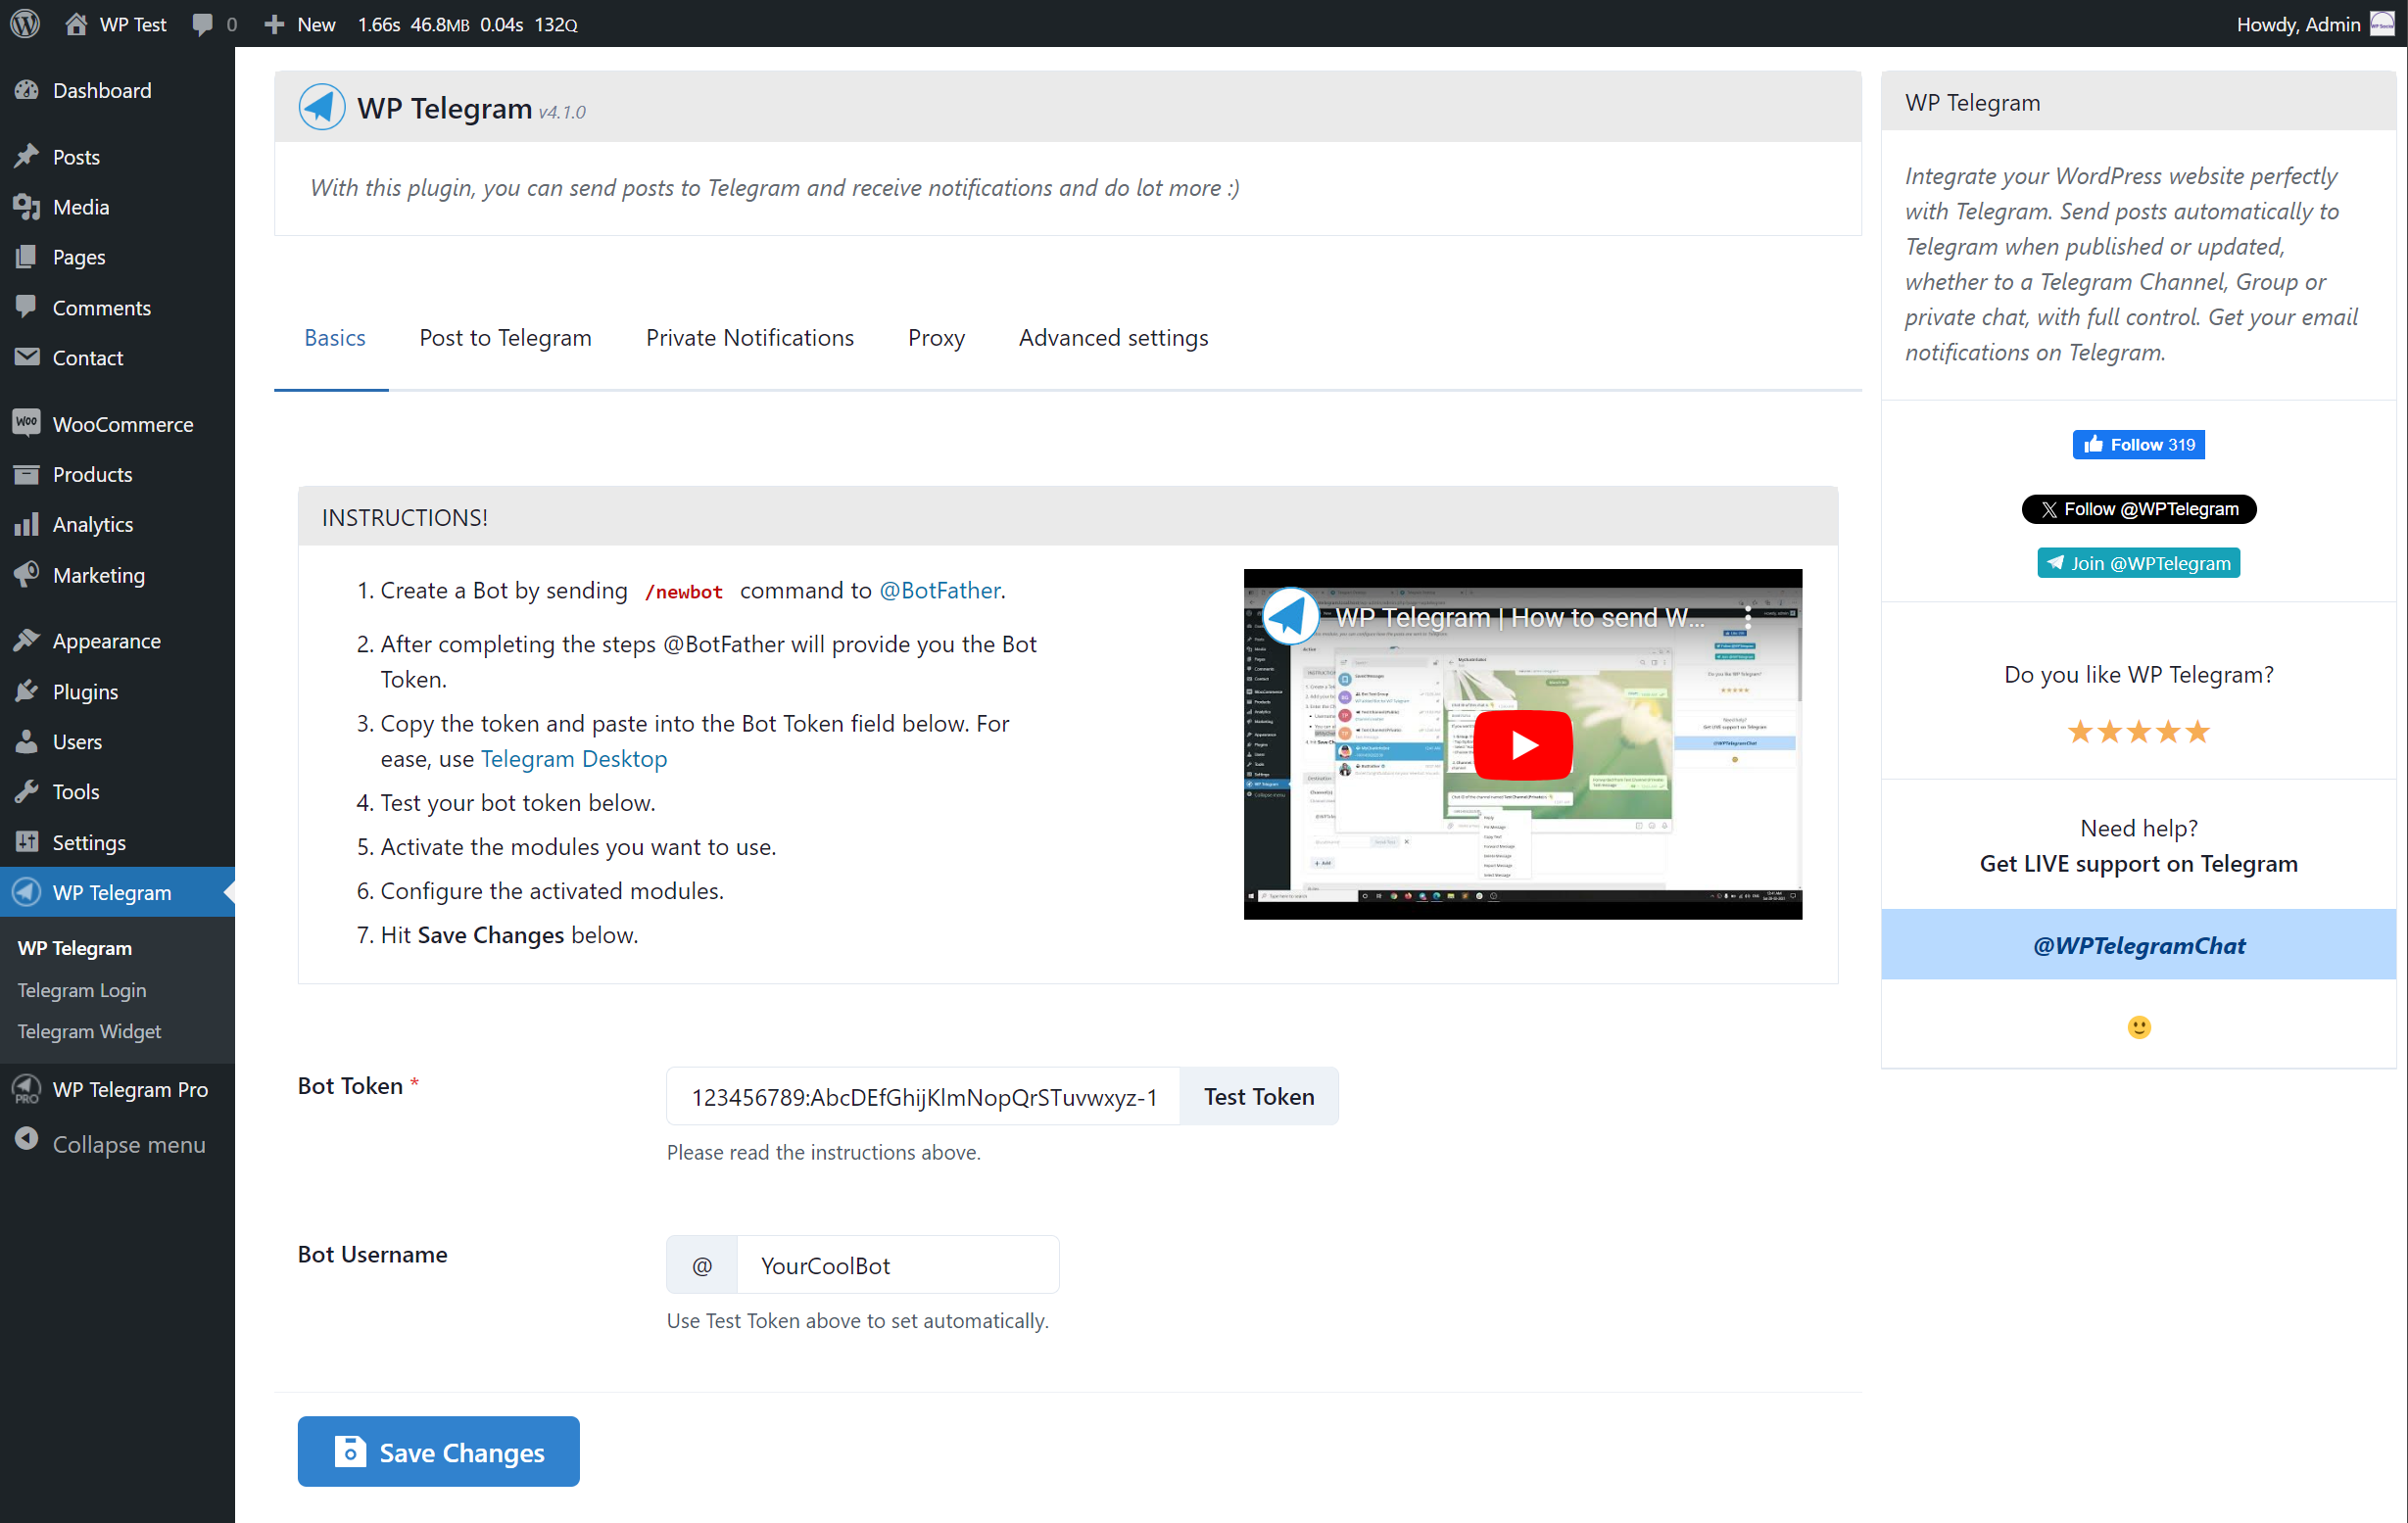 WP Test 0 New 1.66s 46.8MB 0.04s 132Q
Howdy, Admin
Dashboard
Posts
Media
Pages
Comments
Contact
WooCommerce
Products
Analytics
Marketing
Appearance
Plugins
Users
Tools
Settings
WP Telegram
WP Telegram
Telegram Login
Telegram Widget
WP Telegram Pro
Collapse menu
WP Telegram v4.1.0
With this plugin, you can send posts to Telegram and receive notifications and do lot more :)
Basics Post to Telegram Private Notifications Proxy Advanced settings
INSTRUCTIONS!
1. Create a Bot by sending /newbot command to @BotFather.
2. After completing the steps @BotFather will provide you the Bot
Token.
3. Copy the token and paste into the Bot Token field below. For
ease, use Telegram Desktop
4. Test your bot token below.
5. Activate the modules you want to use.
6. Configure the activated modules.
7. Hit Save Changes below.
WP Telegram | How to send W...
Bot Token *
123456789:AbcDEfGhijKlmNopQrSTuvwxyz-1
Test Token
Please read the instructions above.
Bot Username
@ YourCoolBot
Use Test Token above to set automatically.
Save Changes
WP Telegram
Integrate your WordPress website perfectly
with Telegram. Send posts automatically to
Telegram when published or updated,
whether to a Telegram Channel, Group or
private chat, with full control. Get your email
notifications on Telegram.
Follow 319
Follow @WPTelegram
Join @WPTelegram
Do you like WP Telegram?
Need help?
Get LIVE support on Telegram
@WPTelegramChat